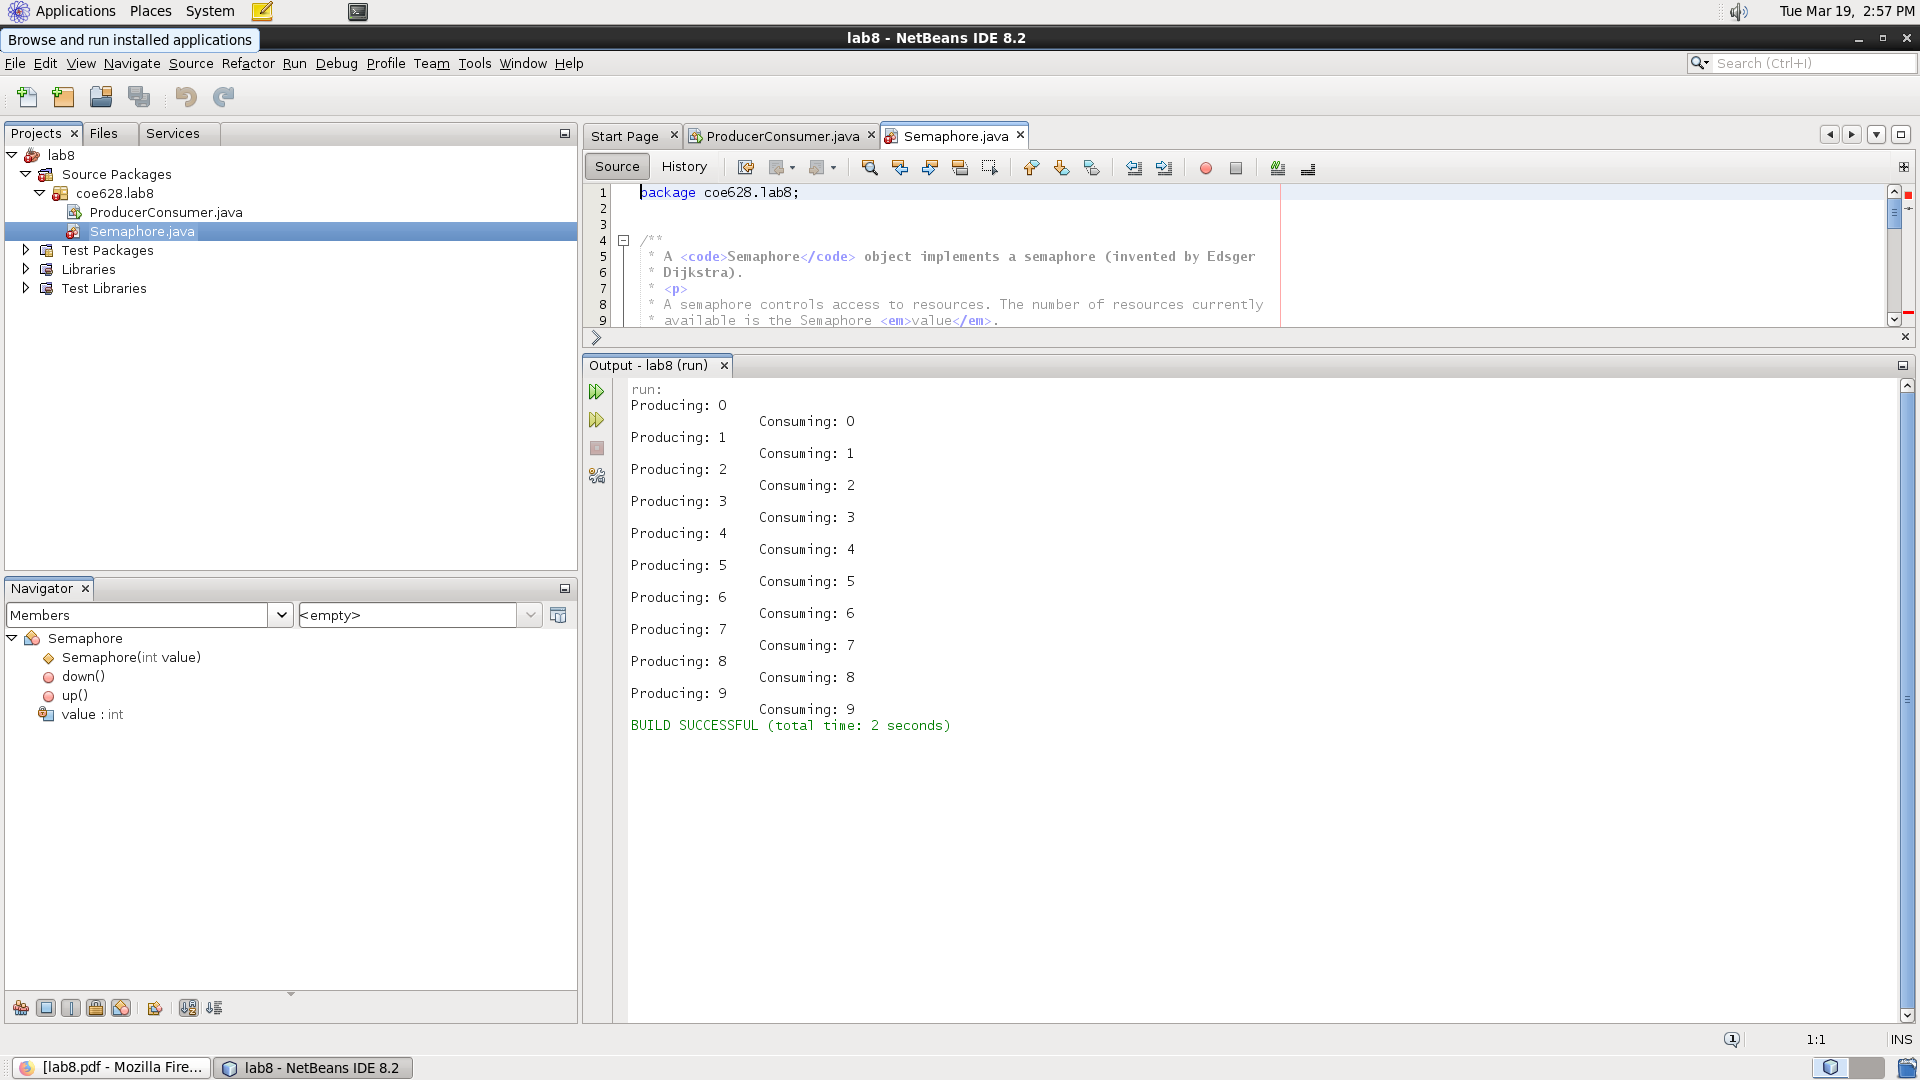 Applications Places System
Tue Mar 19, 2:57 PM
Browse and run installed applications
lab8 - NetBeans IDE 8.2
File Edit View Navigate Source Refactor Run Debug Profile Team Tools Window Help
Search (Ctrl+I)
Projects Files Services
lab8
Source Packages
coe628.lab8
ProducerConsumer.java
Semaphore.java
Test Packages
Libraries
Test Libraries
Navigator
Members
<empty>
Semaphore
Semaphore(int value)
down()
up()
value : int
Start Page ProducerConsumer.java Semaphore.java
Source History
1 package coe628.lab8;
2
3
4 /**
5 * A <code>Semaphore</code> object implements a semaphore (invented by Edsger
6 * Dijkstra).
7 * <p>
8 * A semaphore controls access to resources. The number of resources currently
9 * available is the Semaphore <em>value</em>.
Output - lab8 (run)
run:
Producing: 0
Consuming: 0
Producing: 1
Consuming: 1
Producing: 2
Consuming: 2
Producing: 3
Consuming: 3
Producing: 4
Consuming: 4
Producing: 5
Consuming: 5
Producing: 6
Consuming: 6
Producing: 7
Consuming: 7
Producing: 8
Consuming: 8
Producing: 9
Consuming: 9
BUILD SUCCESSFUL (total time: 2 seconds)
1
1:1
INS
[lab8.pdf - Mozilla Fire...
lab8 - NetBeans IDE 8.2